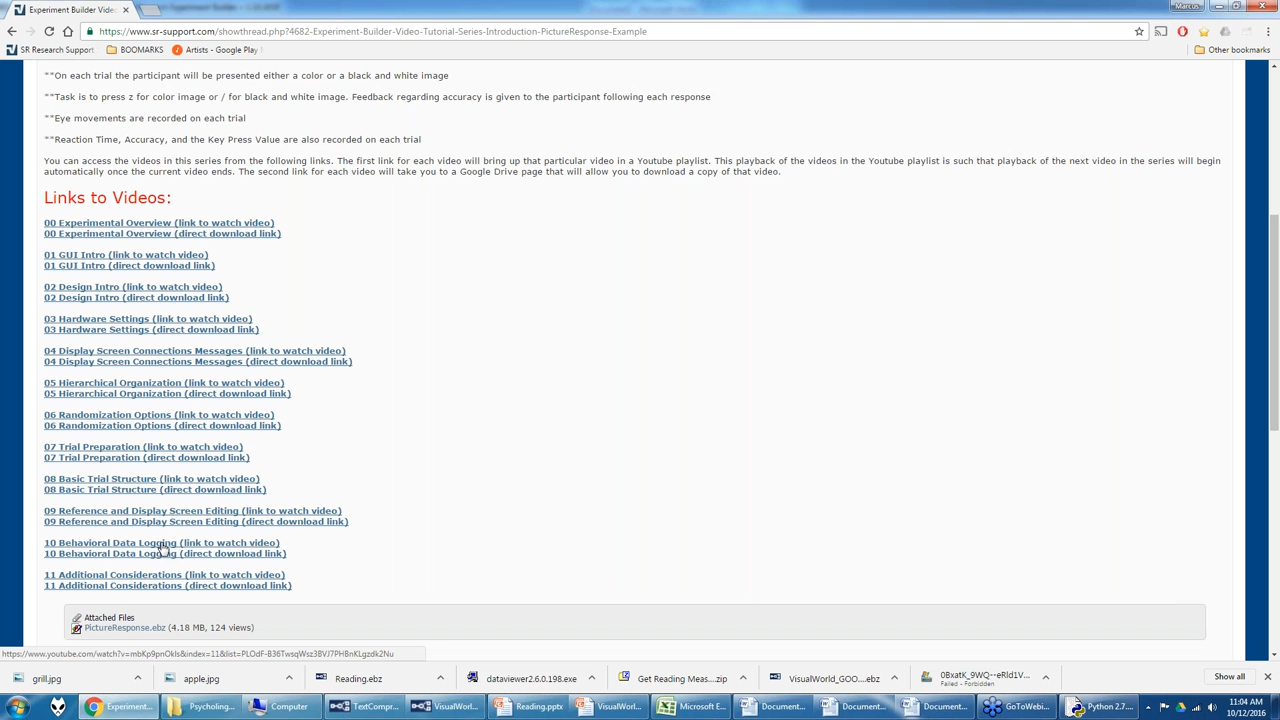 Experiment Builder Vide
Marcus
https://www.sr-support.com/showthread.php?4682-Experiment-Builder-Video-Tutorial-Series-Introduction-PictureResponse-Example
SR Research Support
BOOMARKS
Artists - Google Play
Other bookmarks
**On each trial the participant will be presented either a color or a black and white image
**Task is to press z for color image or / for black and white image. Feedback regarding accuracy is given to the participant following each response
**Eye movements are recorded on each trial
**Reaction Time, Accuracy, and the Key Press Value are also recorded on each trial
You can access the videos in this series from the following links. The first link for each video will bring up that particular video in a Youtube playlist. This playback of the videos in the Youtube playlist is such that playback of the next video in the series will begin
automatically once the current video ends. The second link for each video will take you to a Google Drive page that will allow you to download a copy of that video.
Links to Videos:
00 Experimental Overview (link to watch video)
00 Experimental Overview (direct download link)
01 GUI Intro (link to watch video)
01 GUI Intro (direct download link)
02 Design Intro (link to watch video)
02 Design Intro (direct download link)
03 Hardware Settings (link to watch video)
03 Hardware Settings (direct download link)
04 Display Screen Connections Messages (link to watch video)
04 Display Screen Connections Messages (direct download link)
05 Hierarchical Organization (link to watch video)
05 Hierarchical Organization (direct download link)
06 Randomization Options (link to watch video)
06 Randomization Options (direct download link)
07 Trial Preparation (link to watch video)
07 Trial Preparation (direct download link)
08 Basic Trial Structure (link to watch video)
08 Basic Trial Structure (direct download link)
09 Reference and Display Screen Editing (link to watch video)
09 Reference and Display Screen Editing (direct download link)
10 Behavioral Data Logging (link to watch video)
10 Behavioral Data Logging (direct download link)
11 Additional Considerations (link to watch video)
11 Additional Considerations (direct download link)
Attached Files
PictureResponse.ebz (4.18 MB, 124 views)
grill.jpg
apple.jpg
Reading.ebz
dataviewer2.6.0.138.exe
Get Reading Meas....zip
VisualWorld_GOO....ebz
Failed - Forbidden
Show all
Experiment...
Psycholing...
Computer
TextCompr...
VisualWorl...
Reading.pptx
VisualWorl...
Microsoft E...
Document...
Document...
Document...
GoToWebi...
Python 2.7...
11:04 AM
10/12/2016